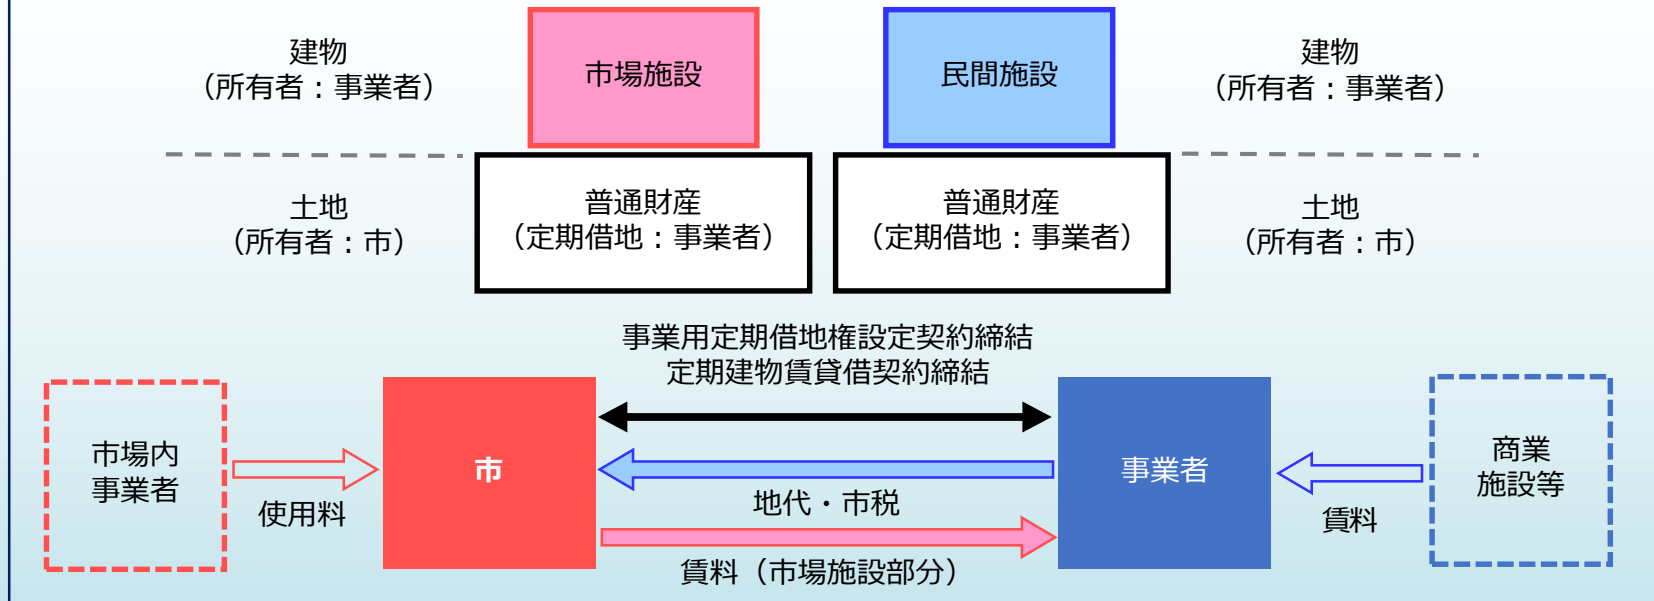 建物
（所有者：事業者）
市場施設
民間施設
建物
（所有者：事業者）
土地
（所有者：市）
普通財産
（定期借地：事業者）
普通財産
（定期借地：事業者）
土地
（所有者：市）
事業用定期借地権設定契約締結
定期建物賃貸借契約締結
市場内
事業者
使用料
市
地代・市税
賃料（市場施設部分）
事業者
賃料
商業
施設等